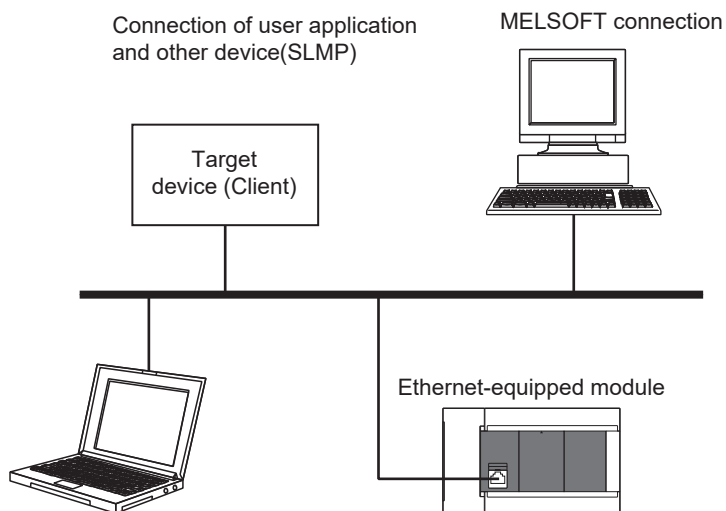 Connection of user application
and other device(SLMP)
MELSOFT connection
Target
device (Client)
Ethernet-equipped module